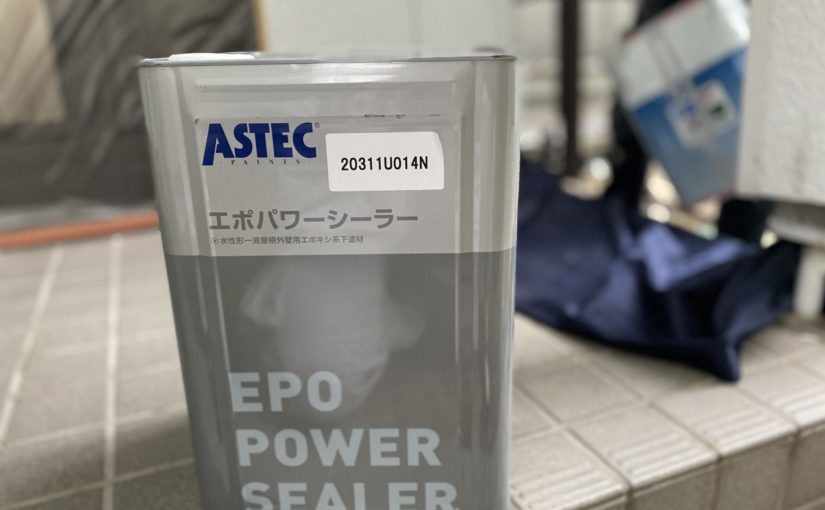 ASTEC®
PAINTS
20311U014N
エポパワーシーラー
水性形一液屋根外壁用エポキシ系下塗材
EPO
POWER
SEALER